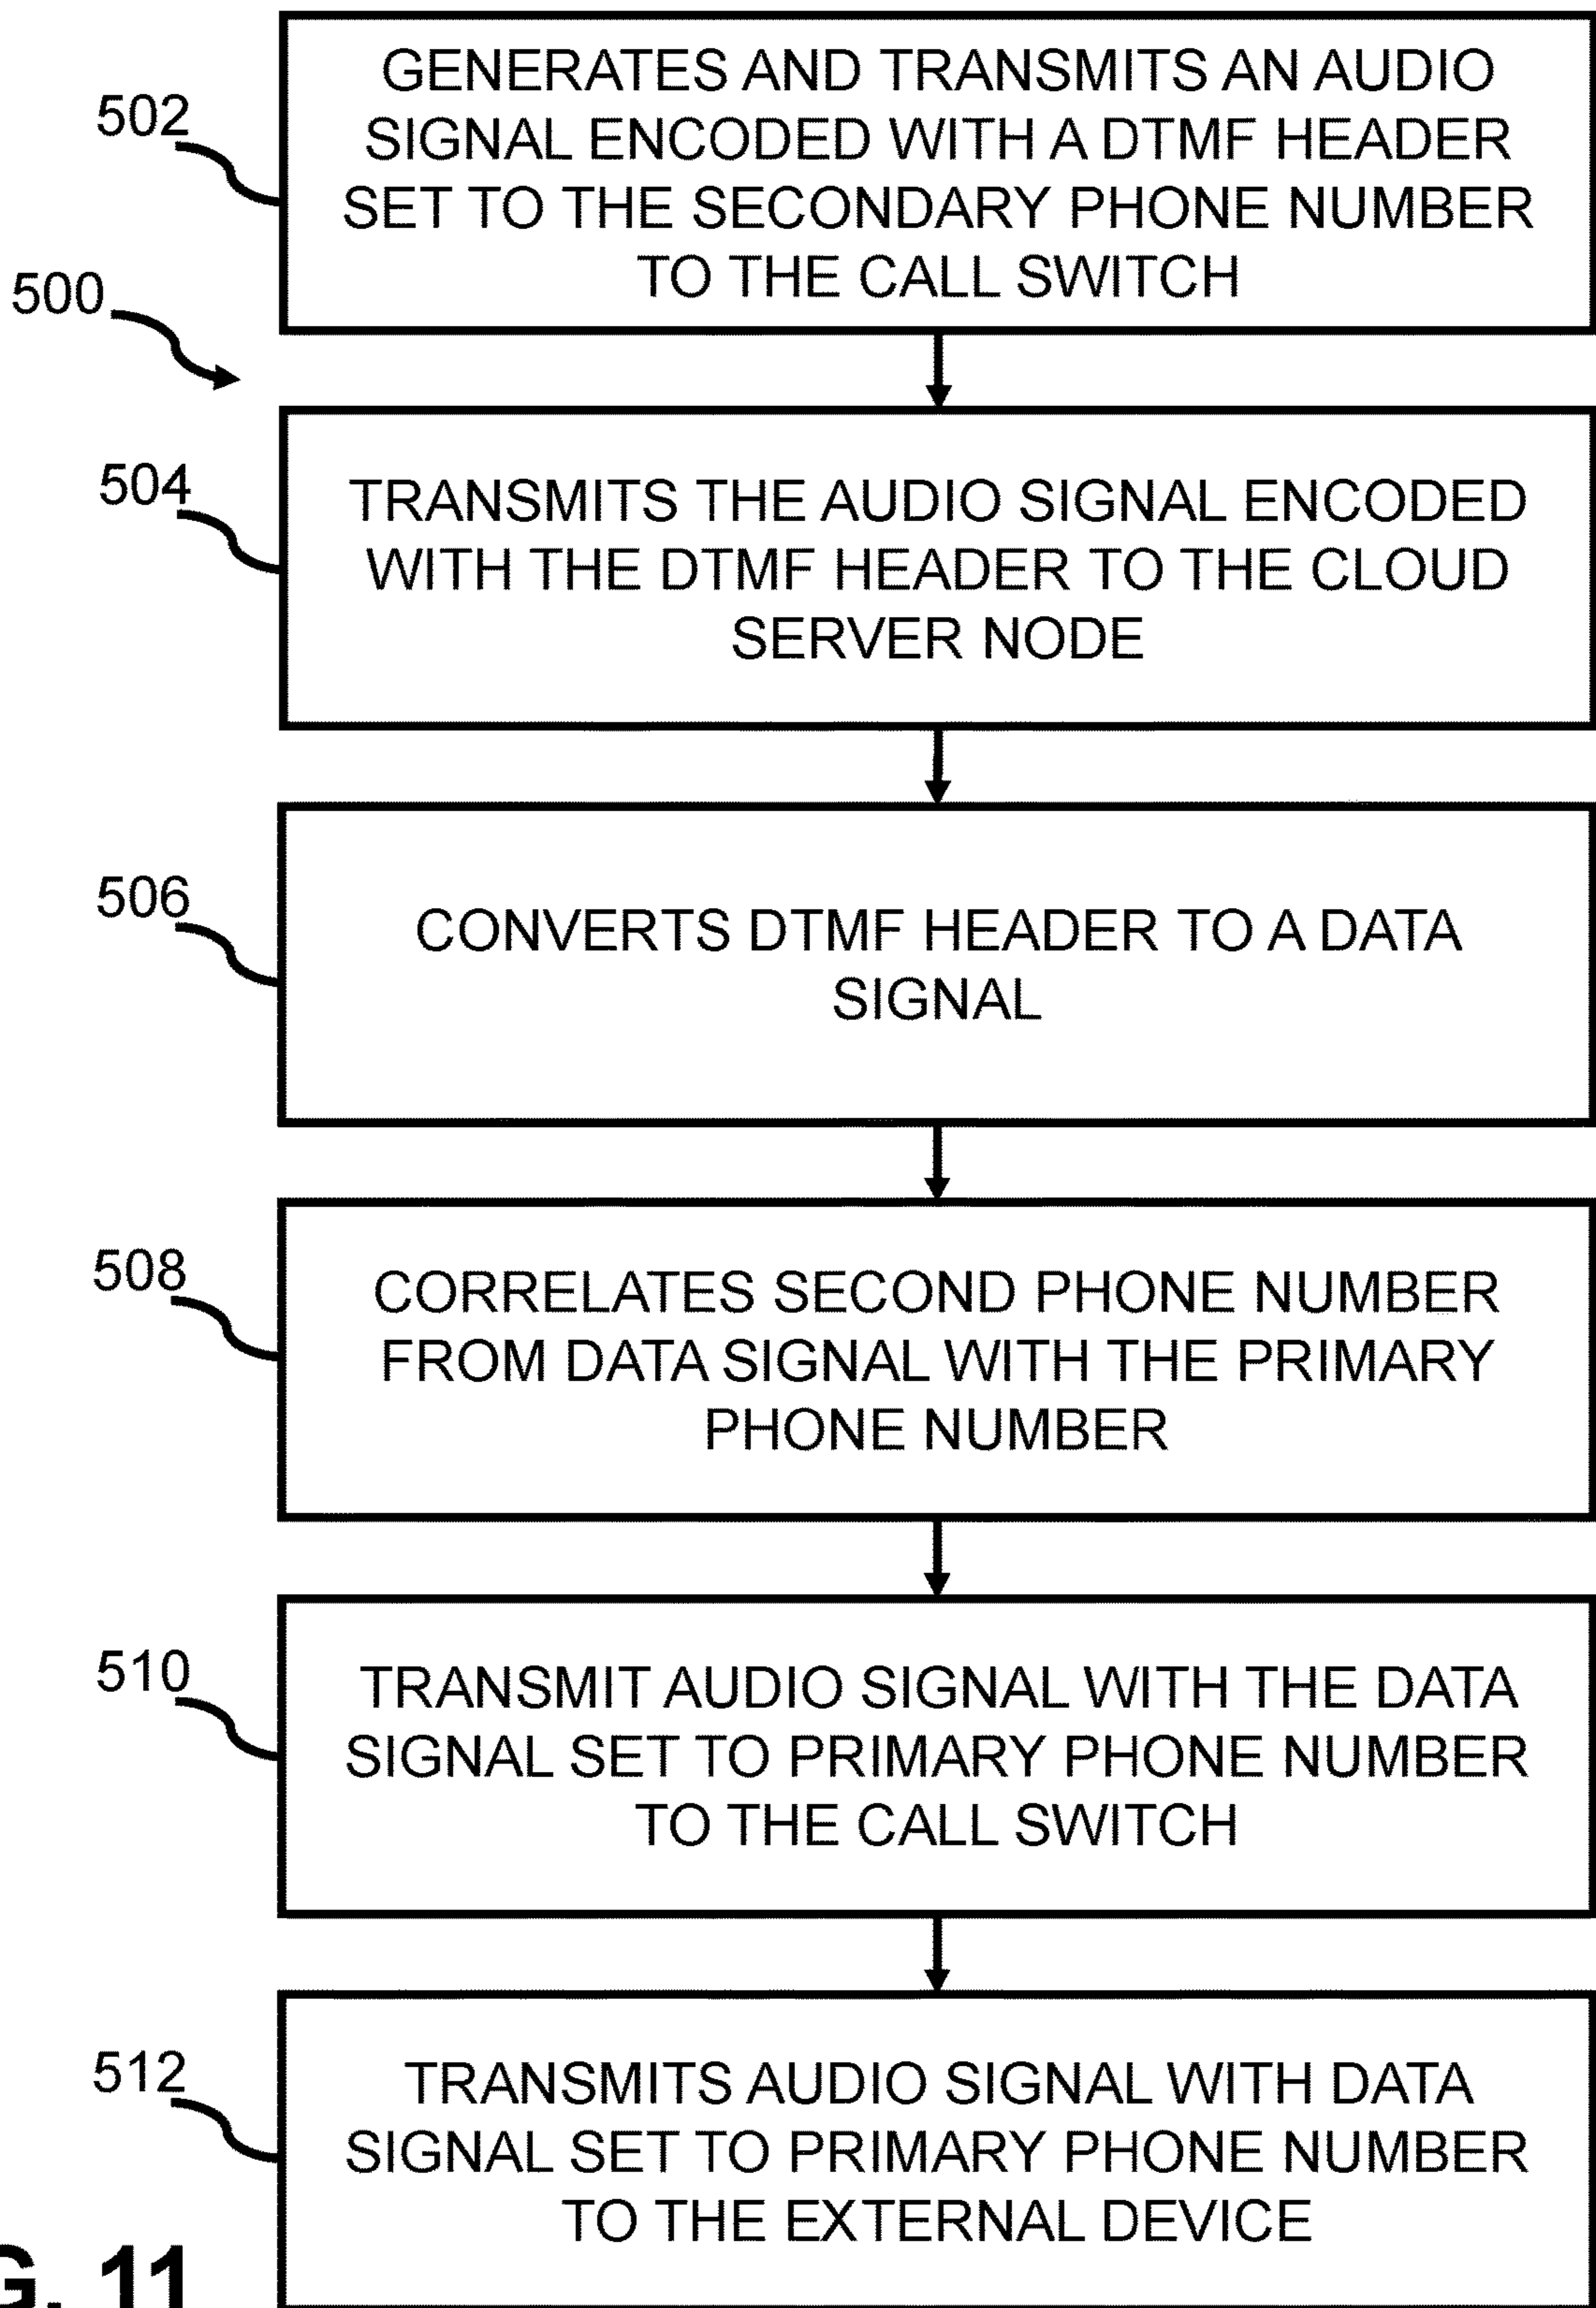 502
GENERATES AND TRANSMITS AN AUDIO
SIGNAL ENCODED WITH A DTMF HEADER
SET TO THE SECONDARY PHONE NUMBER
TO THE CALL SWITCH
500
504
TRANSMITS THE AUDIO SIGNAL ENCODED
WITH THE DTMF HEADER TO THE CLOUD
SERVER NODE
506
CONVERTS DTMF HEADER TO A DATA
SIGNAL
508
CORRELATES SECOND PHONE NUMBER
FROM DATA SIGNAL WITH THE PRIMARY
PHONE NUMBER
510
TRANSMIT AUDIO SIGNAL WITH THE DATA
SIGNAL SET TO PRIMARY PHONE NUMBER
TO THE CALL SWITCH
512
TRANSMITS AUDIO SIGNAL WITH DATA
SIGNAL SET TO PRIMARY PHONE NUMBER
TO THE EXTERNAL DEVICE
G. 11